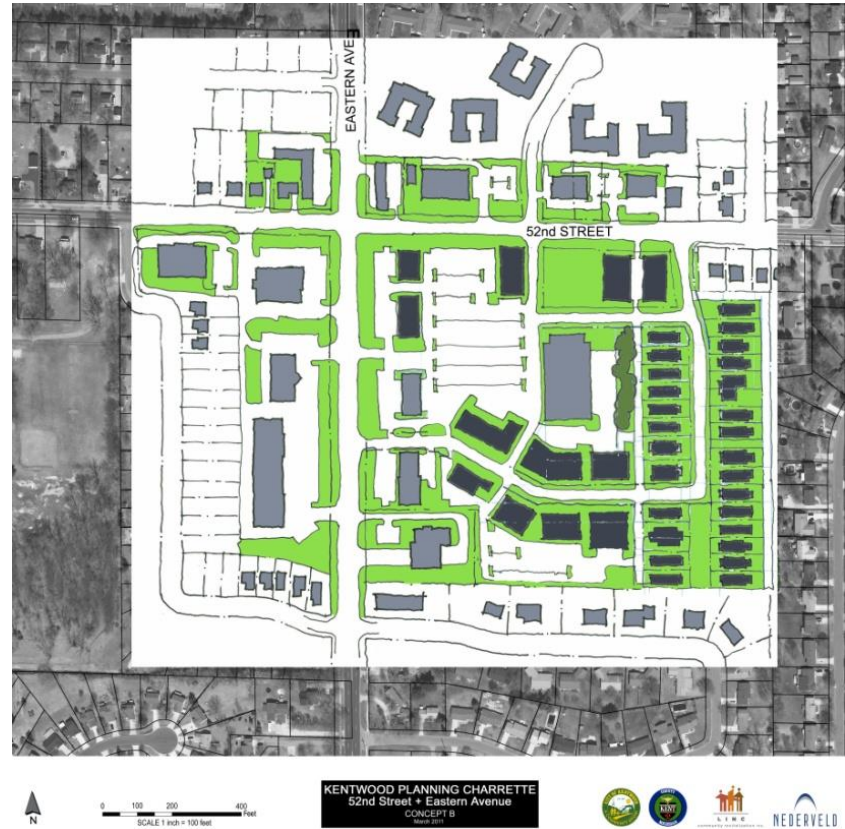 EASTERN AVE
52nd STREET
0 100 200 400
Feet
SCALE 1 inch = 100 feet
N
KENTWOOD PLANNING CHARRETTE
52nd Street + Eastern Avenue
CONCEPT B
March 2011
KENT
LINC
NEDERVELD